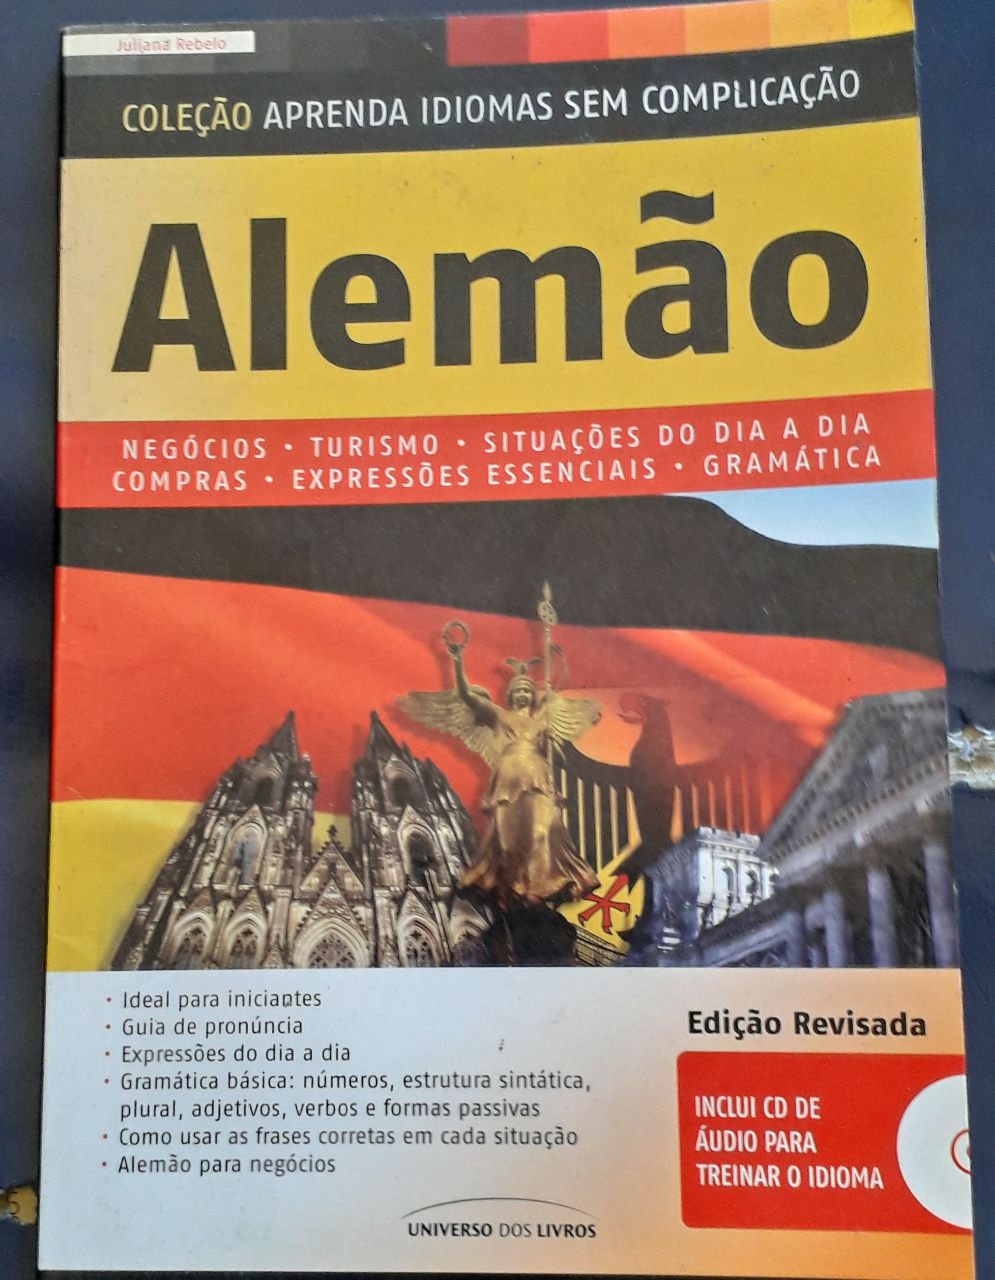 Juliana Rebelo
COLEÇÃO APRENDA IDIOMAS SEM COMPLICAÇÃO
Alemão
NEGÓCIOS • TURISMO • SITUAÇÕES DO DIA A DIA
COMPRAS • EXPRESSÕES ESSENCIAIS • GRAMÁTICA
• Ideal para iniciantes
• Guia de pronúncia
• Expressões do dia a dia
• Gramática básica: números, estrutura sintática,
plural, adjetivos, verbos e formas passivas
• Como usar as frases corretas em cada situação
• Alemão para negócios
Edição Revisada
INCLUI CD DE
ÁUDIO PARA
TREINAR O IDIOMA
UNIVERSO DOS LIVROS